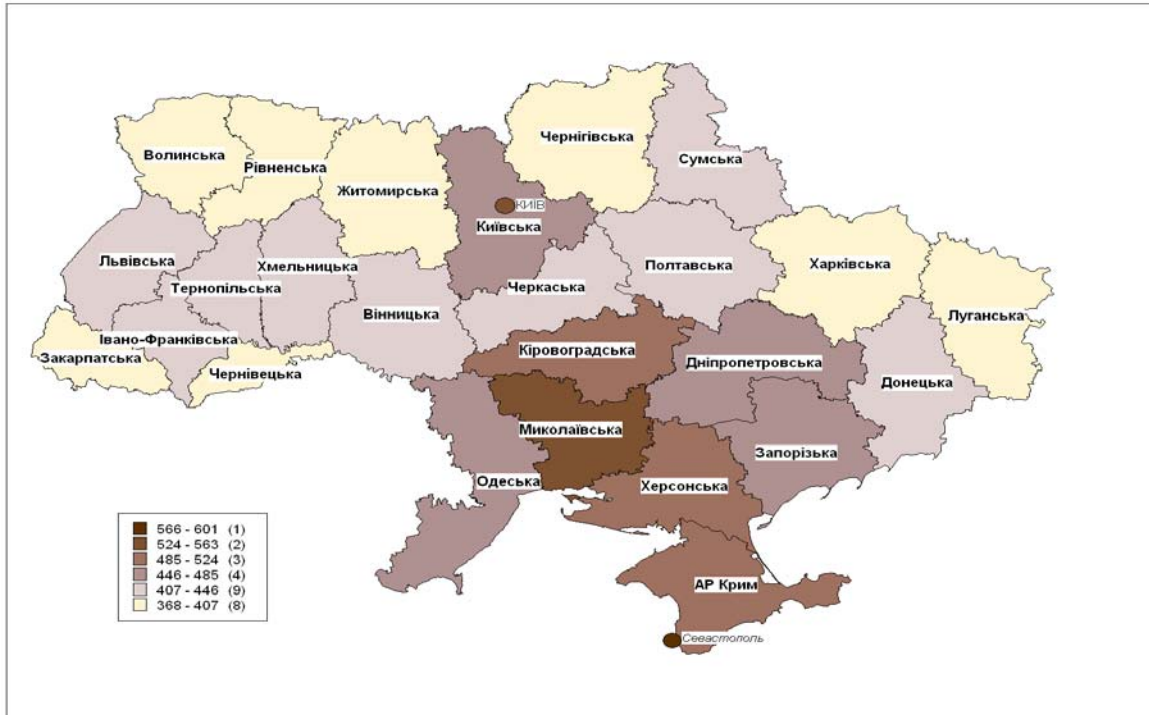 Чернігівська
Сумська
Волинська
Рівненська
Житомирська
КИЇВ
Київська
Львівська
Хмельницька
Тернопільська
Полтавська
Харківська
Черкаська
Вінницька
Луганська
Івано-Франківська
Закарпатська
Чернівецька
Кіровоградська
Дніпропетровська
Донецька
Миколаївська
Запорізька
Одеська
Херсонська
АР Крим
Севастополь
566 - 601 (1)
524 - 563 (2)
485 - 524 (3)
446 - 485 (4)
407 - 446 (9)
368 - 407 (8)